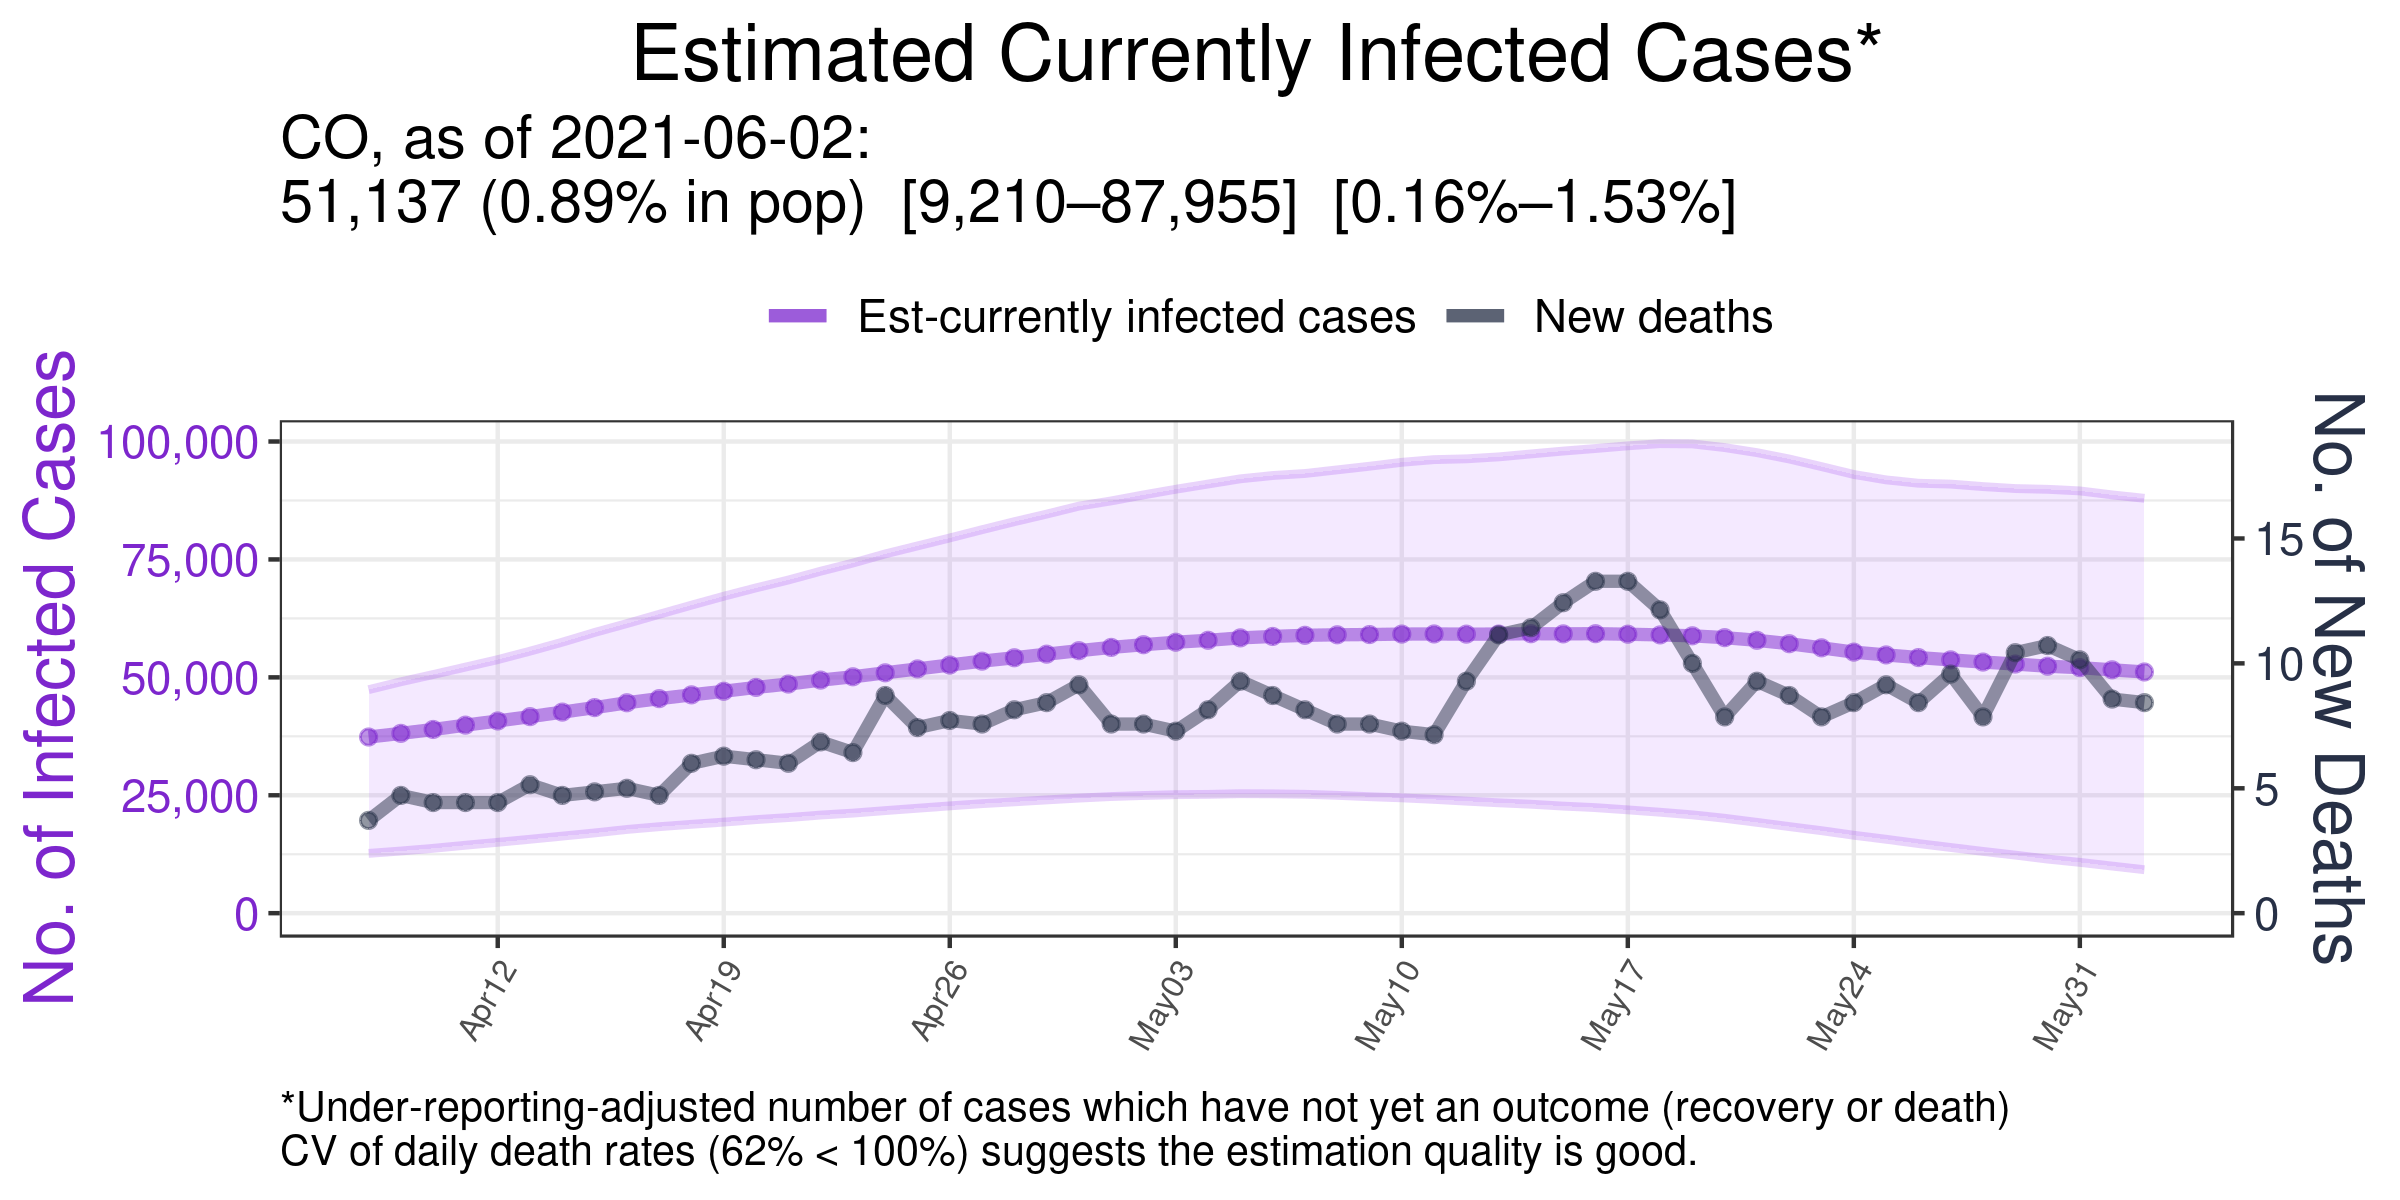 Estimated Currently Infected Cases*
CO, as of 2021-06-02:
51,137 (0.89% in pop)  [9,210–87,955]  [0.16%–1.53%]
Est-currently infected cases
New deaths
No. of Infected Cases
100,000
75,000
50,000
25,000
0
No. of New Deaths
15
10
5
0
Apr12
Apr19
Apr26
May03
May10
May17
May24
May31
*Under-reporting-adjusted number of cases which have not yet an outcome (recovery or death)
CV of daily death rates (62% < 100%) suggests the estimation quality is good.